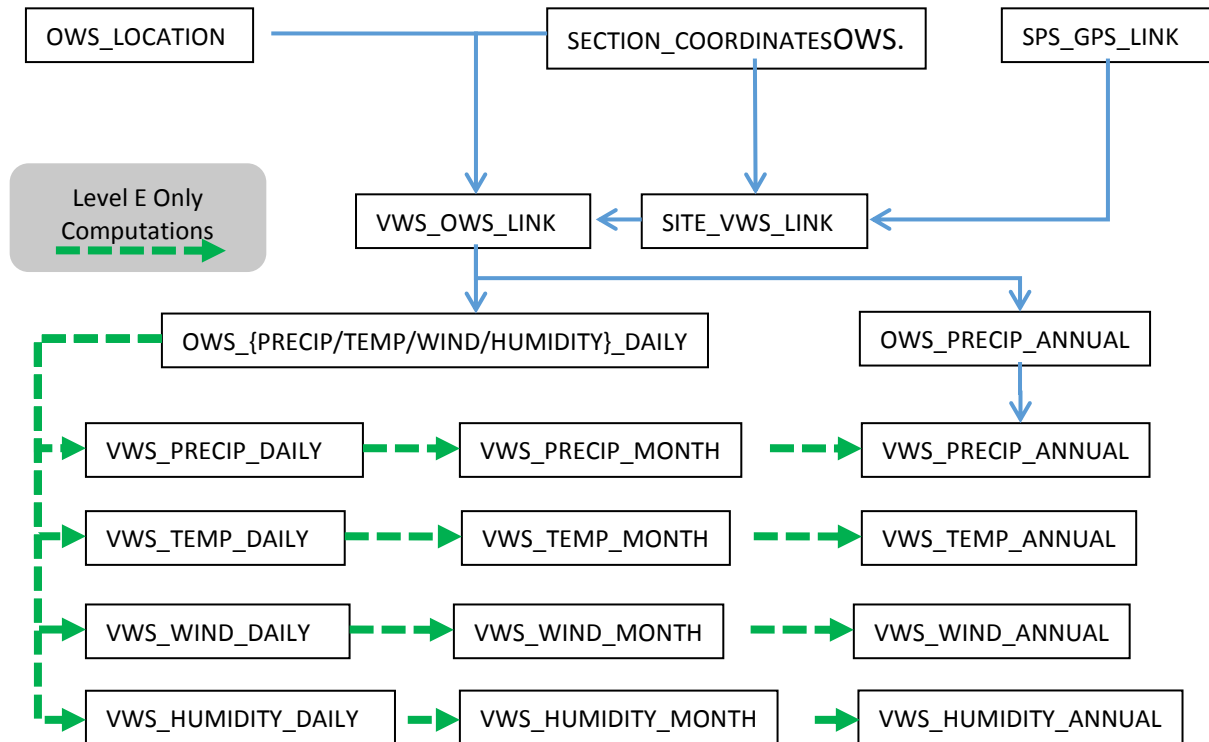 OWS_LOCATION
SECTION_COORDINATESOWS.
SPS_GPS_LINK
Level E Only
Computations
VWS_OWS_LINK
SITE_VWS_LINK
OWS_{PRECIP/TEMP/WIND/HUMIDITY}_DAILY
OWS_PRECIP_ANNUAL
VWS_PRECIP_DAILY
VWS_PRECIP_MONTH
VWS_PRECIP_ANNUAL
VWS_TEMP_DAILY
VWS_TEMP_MONTH
VWS_TEMP_ANNUAL
VWS_WIND_DAILY
VWS_WIND_MONTH
VWS_WIND_ANNUAL
VWS_HUMIDITY_DAILY
VWS_HUMIDITY_MONTH
VWS_HUMIDITY_ANNUAL